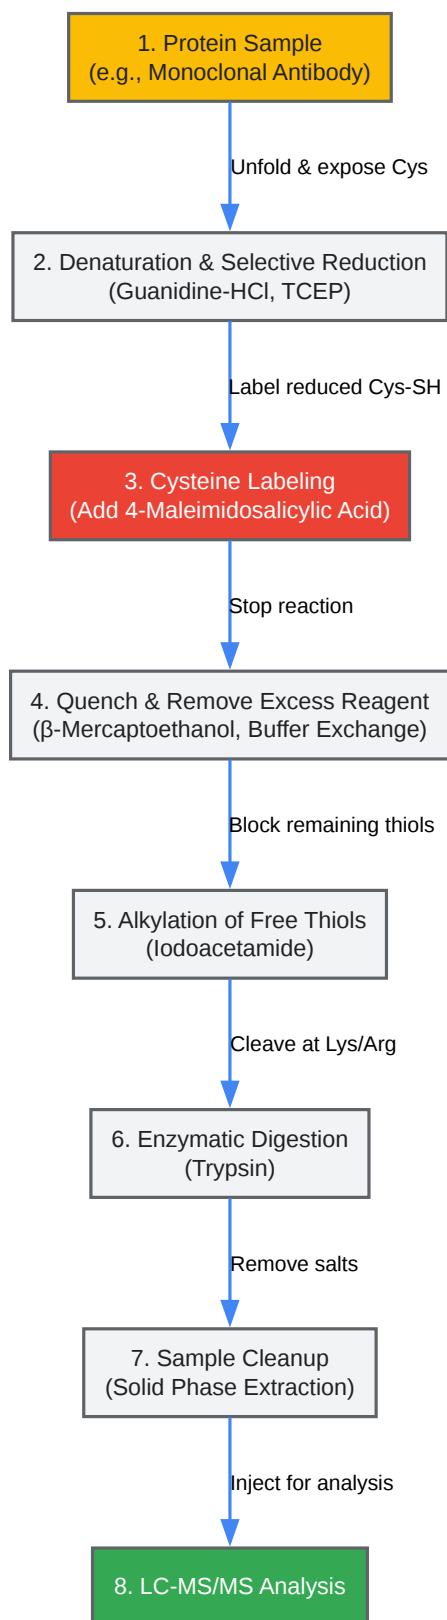 1. Protein Sample
(e.g., Monoclonal Antibody)
Unfold & expose Cys
2. Denaturation & Selective Reduction
(Guanidine-HCl, TCEP)
Label reduced Cys-SH
3. Cysteine Labeling
(Add 4-Maleimidosalicylic Acid)
Stop reaction
4. Quench & Remove Excess Reagent
(β-Mercaptoethanol, Buffer Exchange)
Block remaining thiols
5. Alkylation of Free Thiols
(Iodoacetamide)
Cleave at Lys/Arg
6. Enzymatic Digestion
(Trypsin)
Remove salts
7. Sample Cleanup
(Solid Phase Extraction)
Inject for analysis
8. LC-MS/MS Analysis